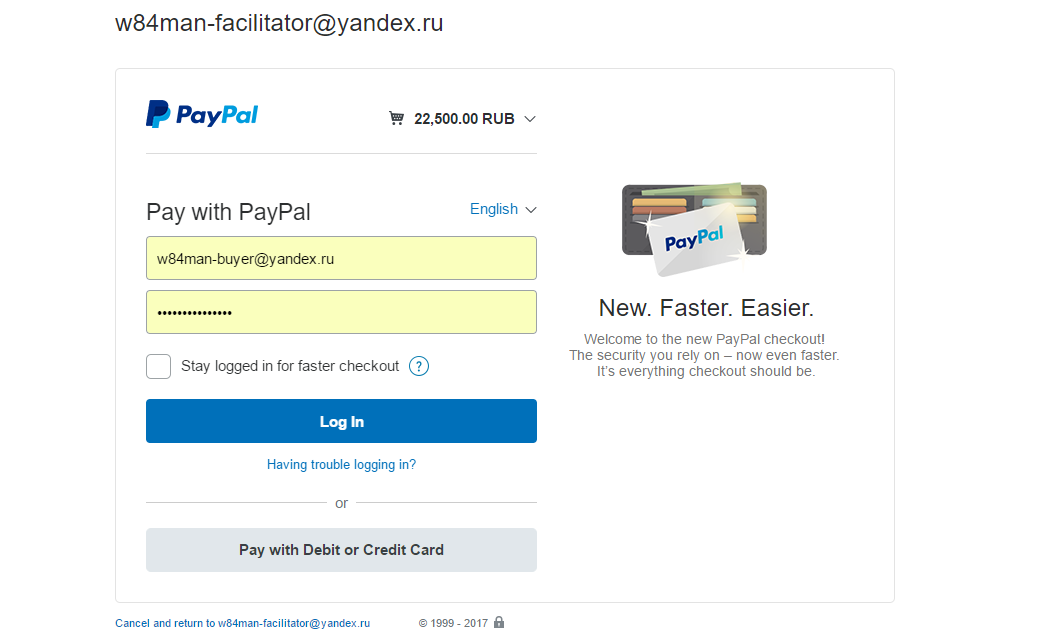 w84man-facilitator@yandex.ru
PayPal
22,500.00 RUB
Pay with PayPal
English
w84man-buyer@yandex.ru
•••••••••••••••
Stay logged in for faster checkout ?
Log In
Having trouble logging in?
or
Pay with Debit or Credit Card
PayPal
New. Faster. Easier.
Welcome to the new PayPal checkout!
The security you rely on – now even faster.
It's everything checkout should be.
Cancel and return to w84man-facilitator@yandex.ru
© 1999 - 2017